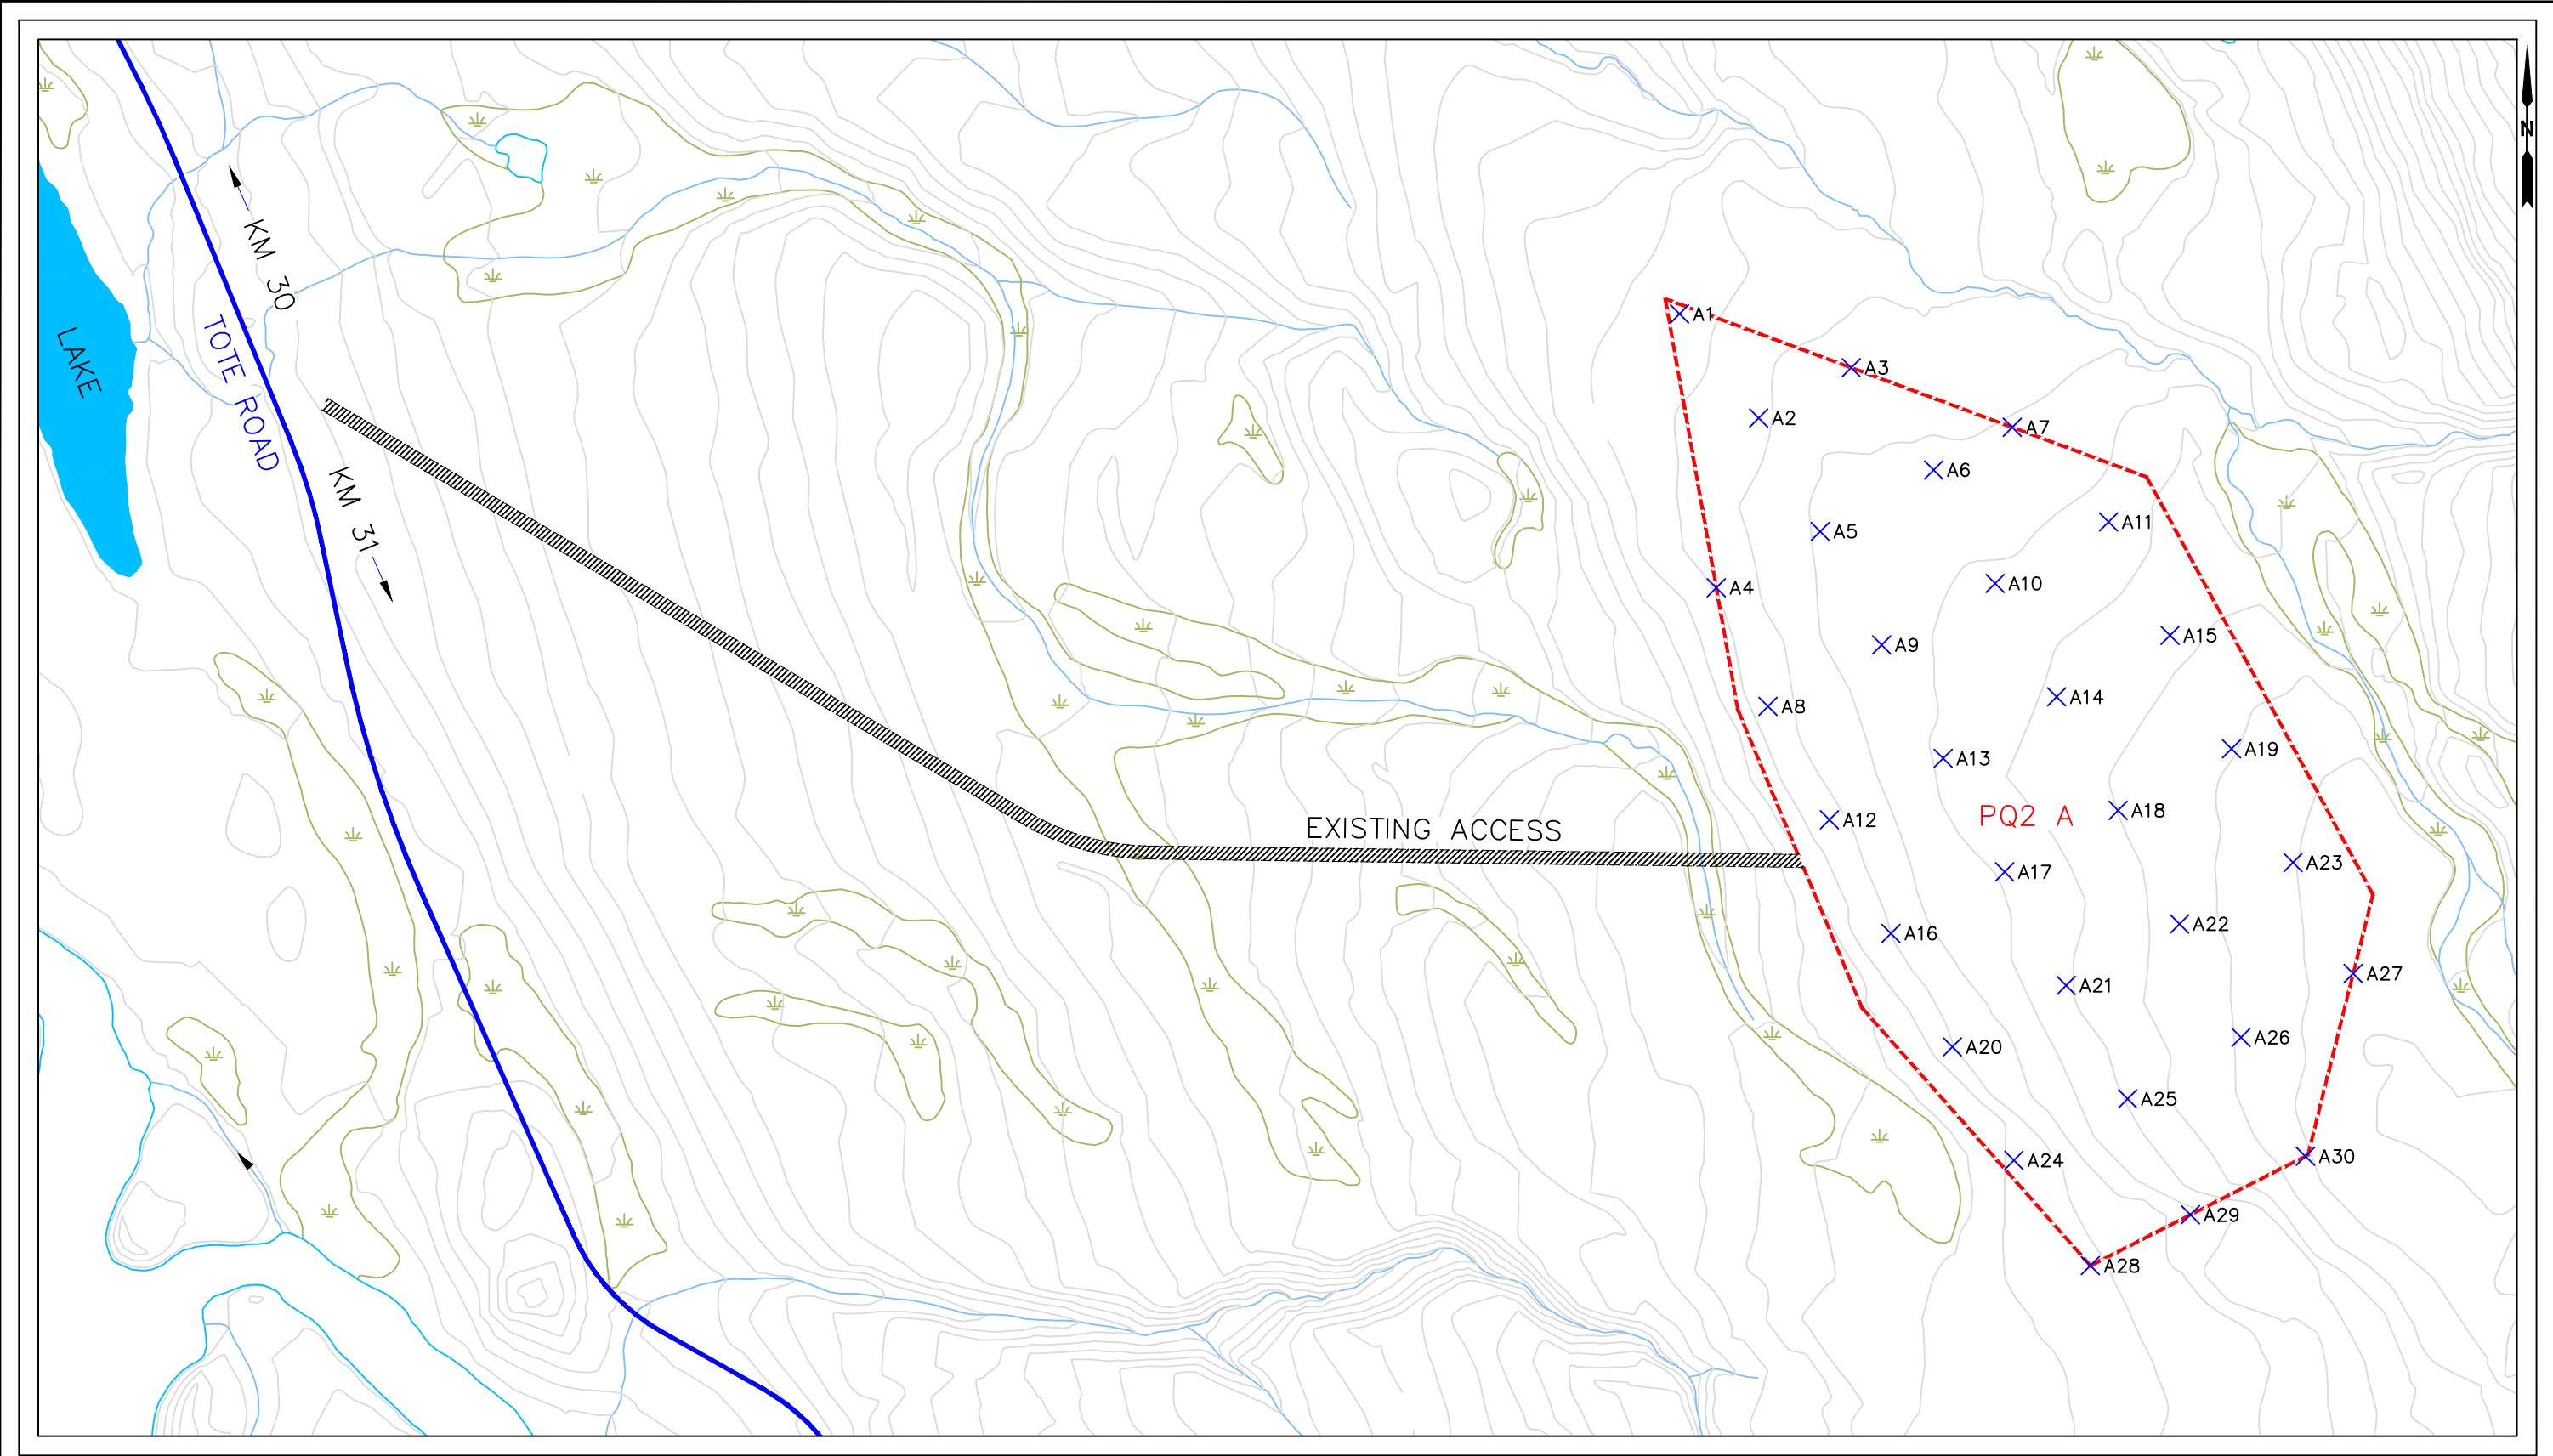 N
KM 30
A1
LAKE
TOTE ROAD
A3
A2
A7
A6
KM 31
A11
A5
A10
A4
A15
A9
A14
A8
A19
A13
A18
PQ2 A
A12
EXISTING ACCESS
A23
A17
A22
A16
A27
A21
A26
A20
A25
A30
A24
A29
A28